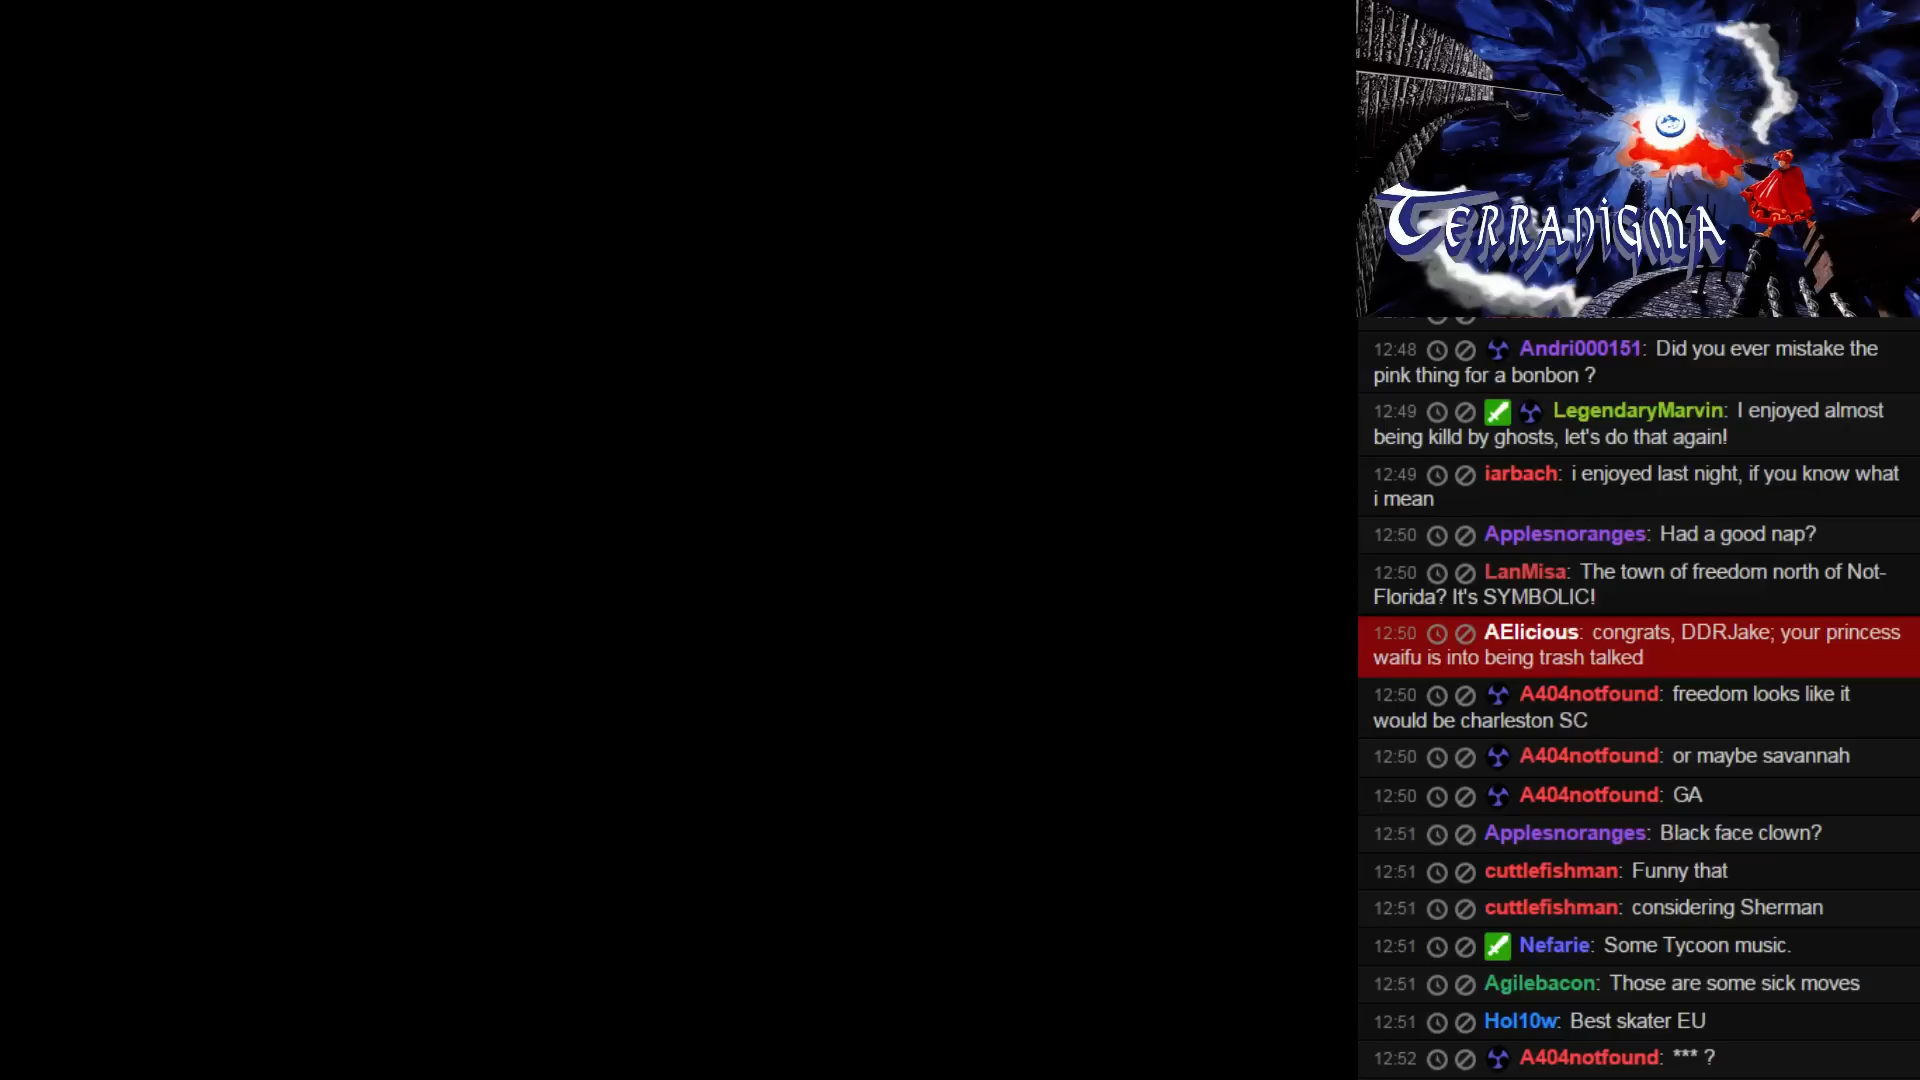 TERRANIGMA
12:48 Andri000151: Did you ever mistake the
pink thing for a bonbon ?
12:49 LegendaryMarvin: I enjoyed almost
being killd by ghosts, let's do that again!
12:49 iarbach: i enjoyed last night, if you know what
i mean
12:50 Applesnoranges: Had a good nap?
12:50 LanMisa: The town of freedom north of Not-
Florida? It's SYMBOLIC!
12:50 AElicious: congrats, DDRJake; your princess
waifu is into being trash talked
12:50 A404notfound: freedom looks like it
would be charleston SC
12:50 A404notfound: or maybe savannah
12:50 A404notfound: GA
12:51 Applesnoranges: Black face clown?
12:51 cuttlefishman: Funny that
12:51 cuttlefishman: considering Sherman
12:51 Nefarie: Some Tycoon music.
12:51 Agilebacon: Those are some sick moves
12:51 Hol10w: Best skater EU
12:52 A404notfound: *** ?